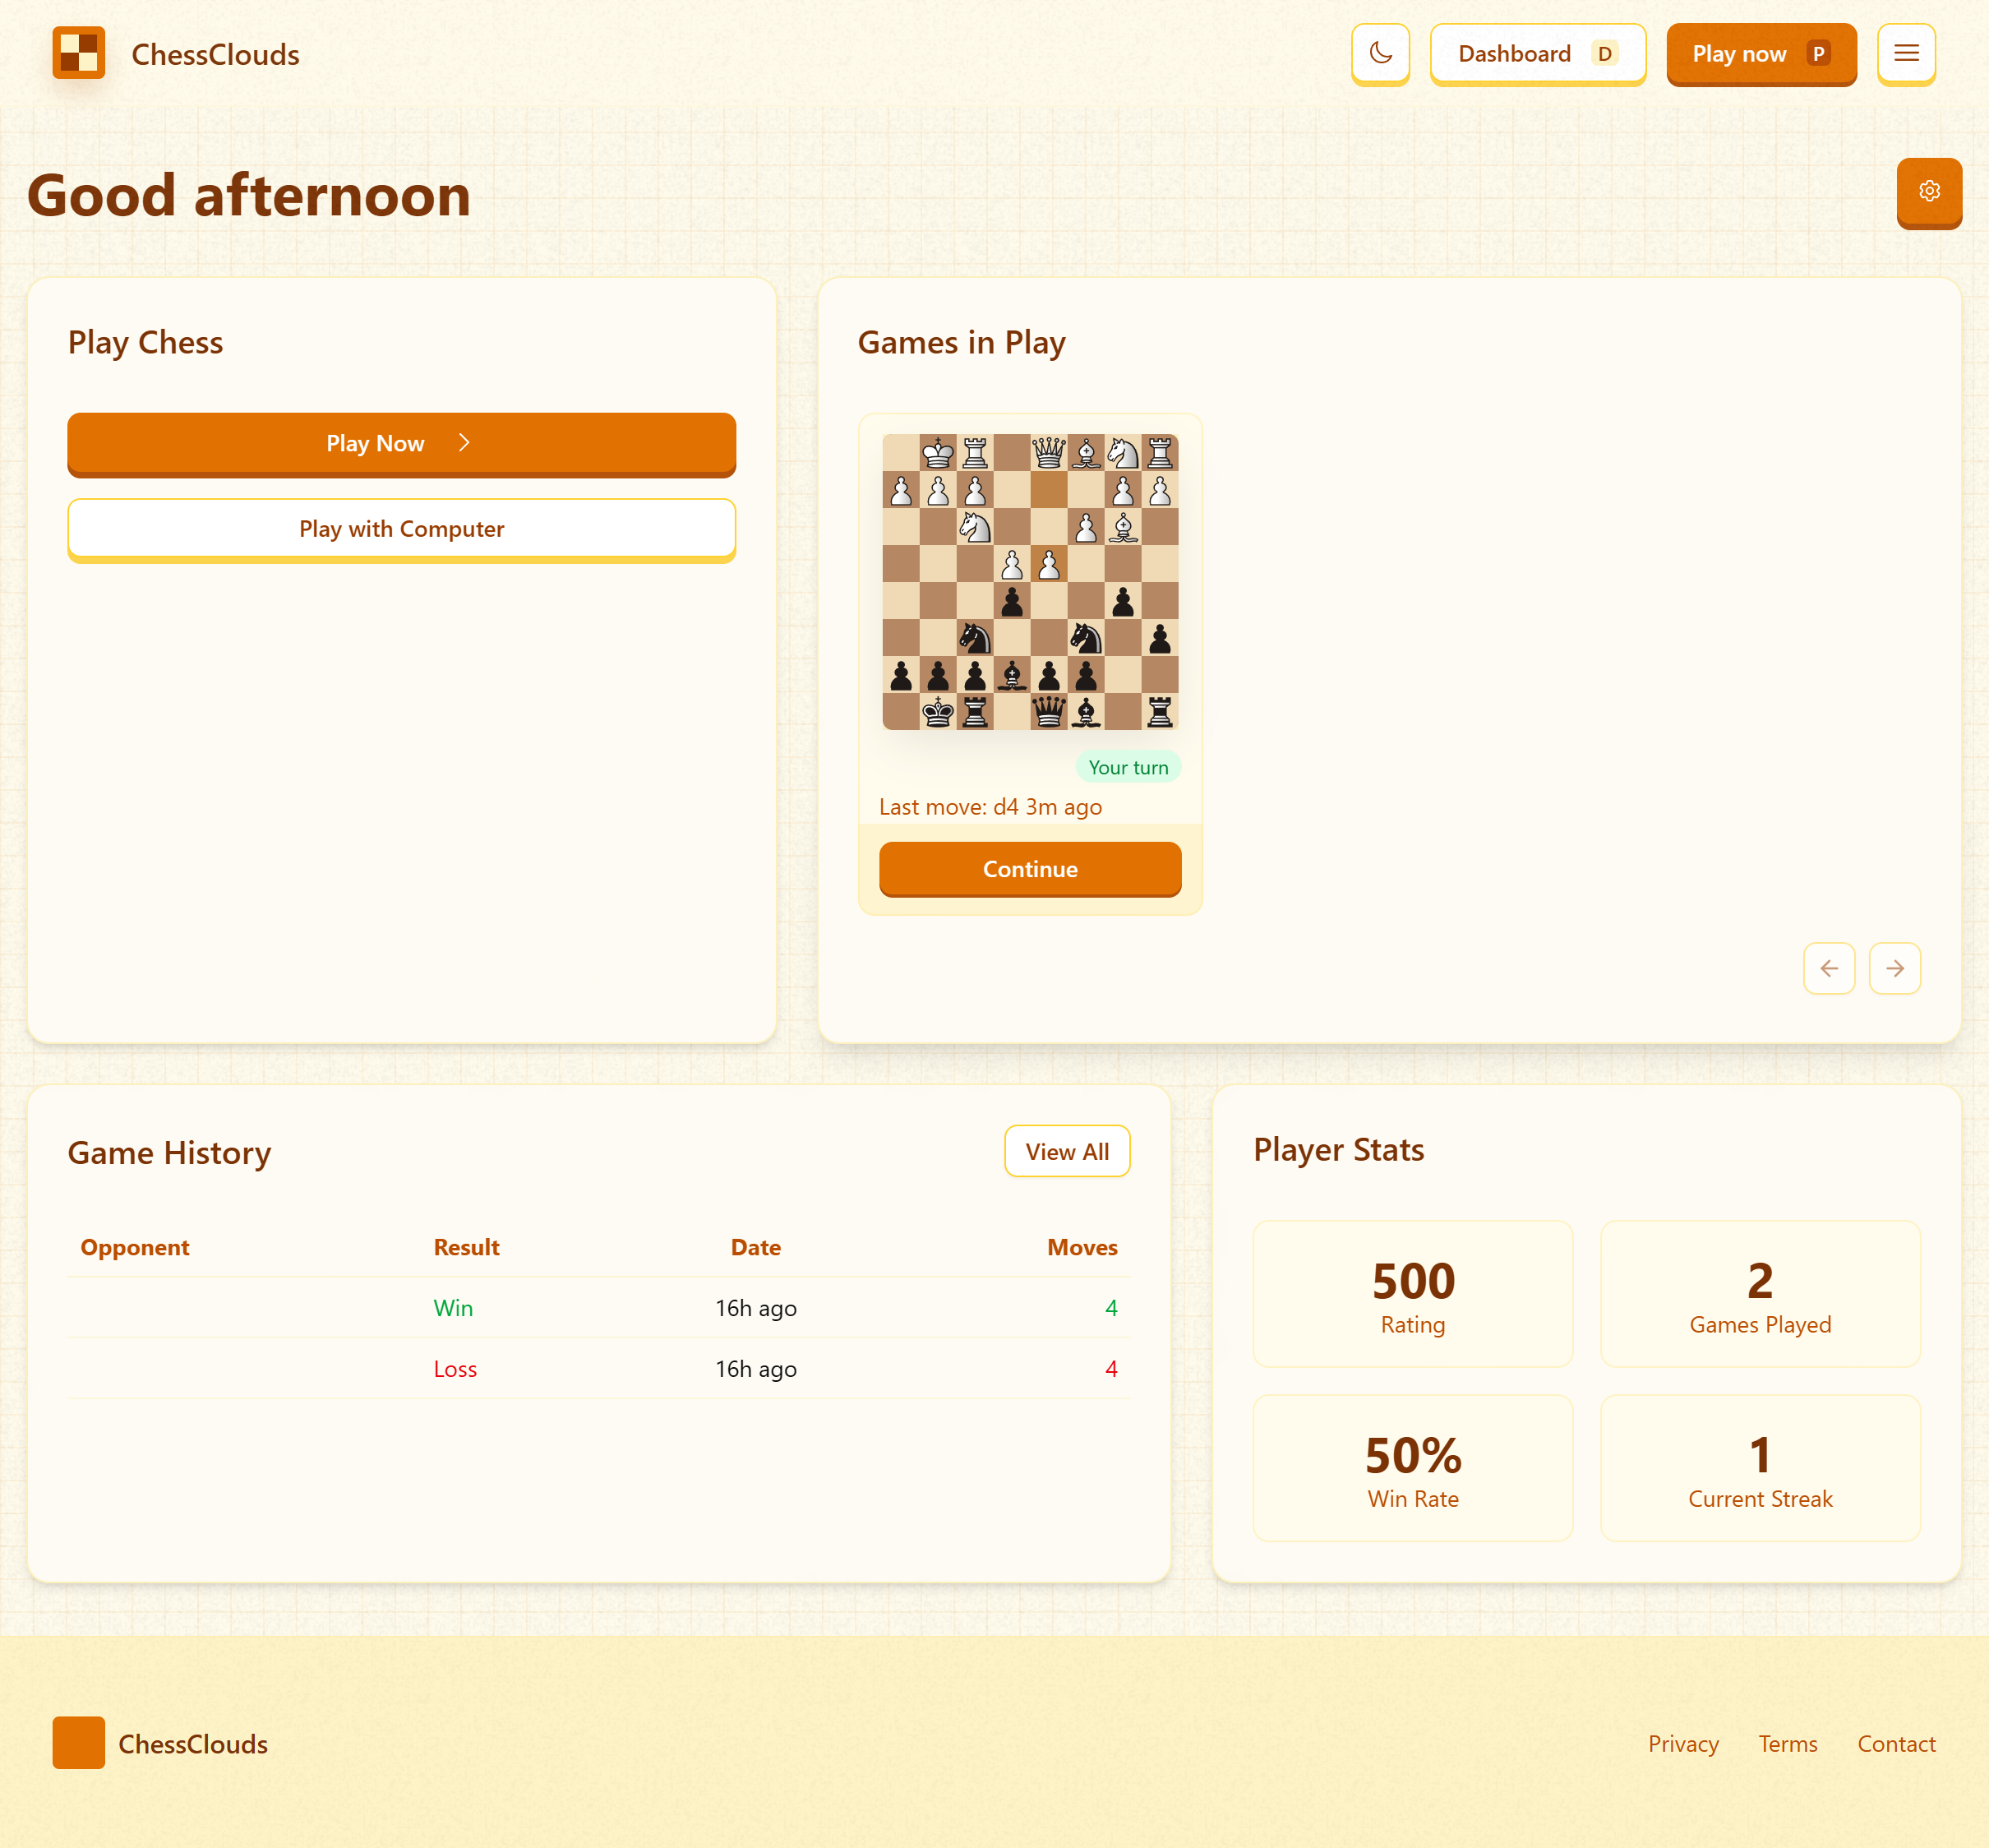 ChessClouds
Dashboard D
Play now P
Good afternoon
Play Chess
Play Now
Play with Computer
Games in Play
Your turn
Last move: d4 3m ago
Continue
Game History
View All
Opponent Result Date Moves
Win 16h ago 4
Loss 16h ago 4
Player Stats
500
Rating
2
Games Played
50%
Win Rate
1
Current Streak
ChessClouds
Privacy Terms Contact